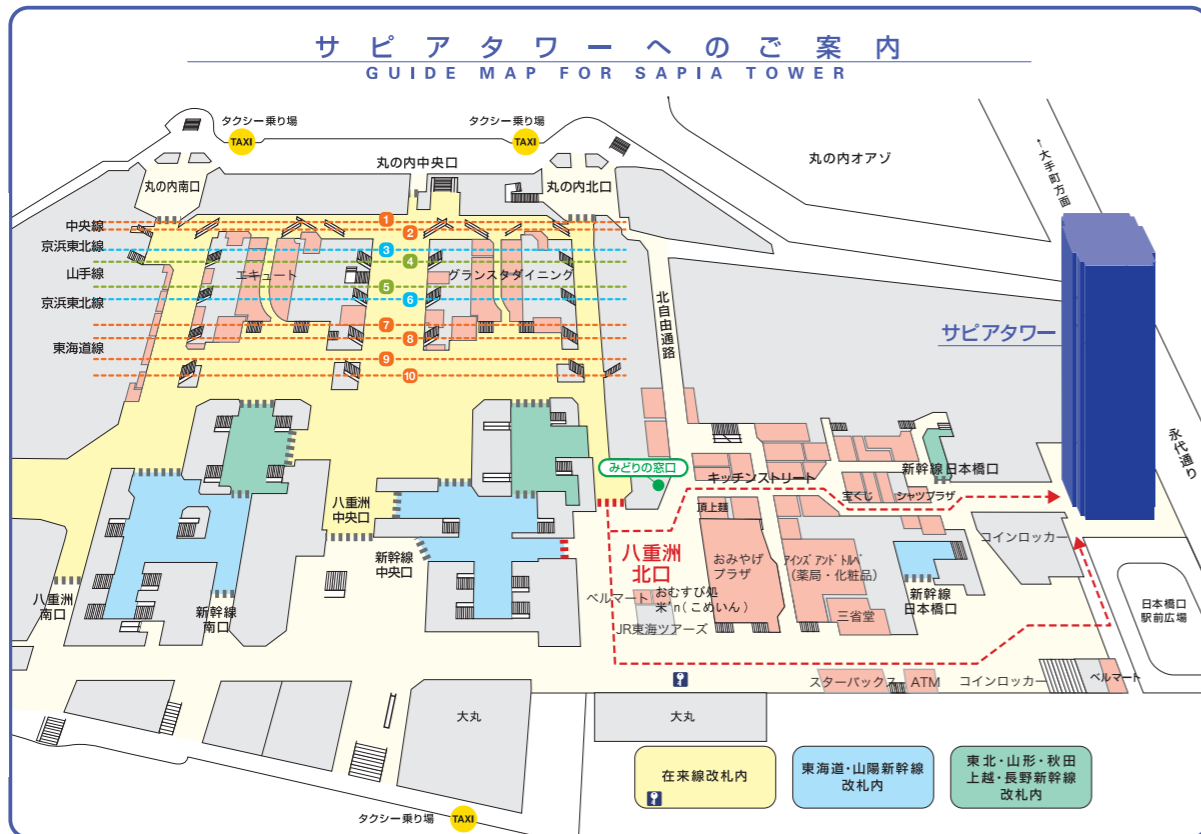 サピアタワーへのご案内
GUIDE MAP FOR SAPIA TOWER
タクシー乗り場
TAXI
タクシー乗り場
TAXI
丸の内中央口
丸の内南口
丸の内北口
丸の内オアゾ
↑大手町方面
中央線
京浜東北線
山手線
京浜東北線
東海道線
1
2
3
4
5
6
7
8
9
10
エキュート
グランスタダイニング
北自由通路
サピアタワー
永代通り
みどりの窓口
キッチンストリート
新幹線日本橋口
宝くじ
シャツプラザ
頂上麺
八重洲
中央口
新幹線
中央口
八重洲
北口
おみやげ
プラザ
アインズアンドトルペ
(薬局・化粧品)
コインロッカー
八重洲
南口
新幹線
南口
ベルマート
おむすび処
米'n(こめいん)
JR東海ツアーズ
三省堂
新幹線
日本橋口
日本橋口
駅前広場
スターバックス
ATM
コインロッカー
ベルマート
大丸
大丸
在来線改札内
東海道・山陽新幹線
改札内
東北・山形・秋田
上越・長野新幹線
改札内
タクシー乗り場
TAXI